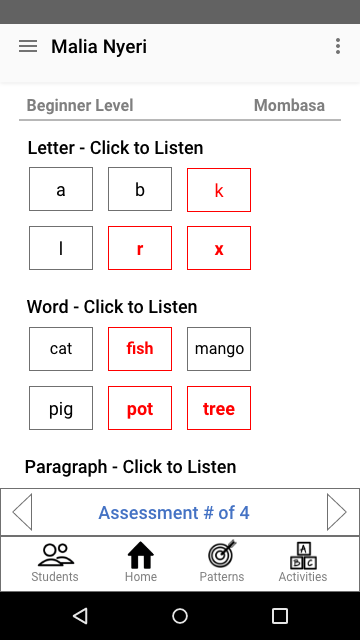 Malia Nyeri
Beginner Level Mombasa
Letter - Click to Listen
a b k
l r x
Word - Click to Listen
cat fish mango
pig pot tree
Paragraph - Click to Listen
Assessment # of 4
A
B C
Students Home Patterns Activities